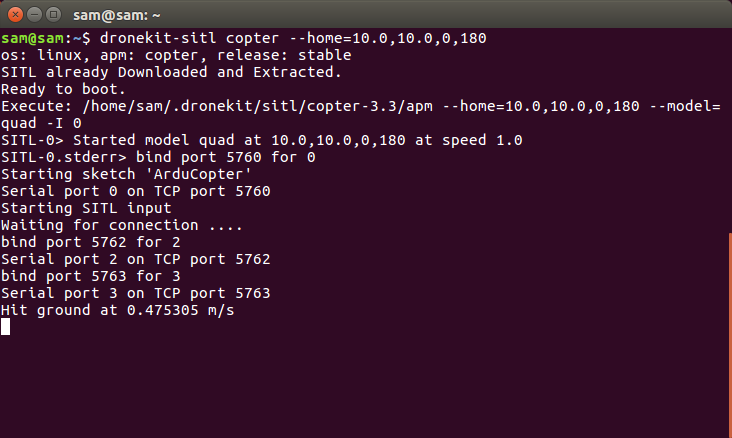 sam@sam: ~
sam@sam:~$ dronekit-sitl copter --home=10.0,10.0,0,180
os: linux, apm: copter, release: stable
SITL already Downloaded and Extracted.
Ready to boot.
Execute: /home/sam/.dronekit/sitl/copter-3.3/apm --home=10.0,10.0,0,180 --model=
quad -I 0
SITL-0> Started model quad at 10.0,10.0,0,180 at speed 1.0
SITL-0.stderr> bind port 5760 for 0
Starting sketch 'ArduCopter'
Serial port 0 on TCP port 5760
Starting SITL input
Waiting for connection ....
bind port 5762 for 2
Serial port 2 on TCP port 5762
bind port 5763 for 3
Serial port 3 on TCP port 5763
Hit ground at 0.475305 m/s